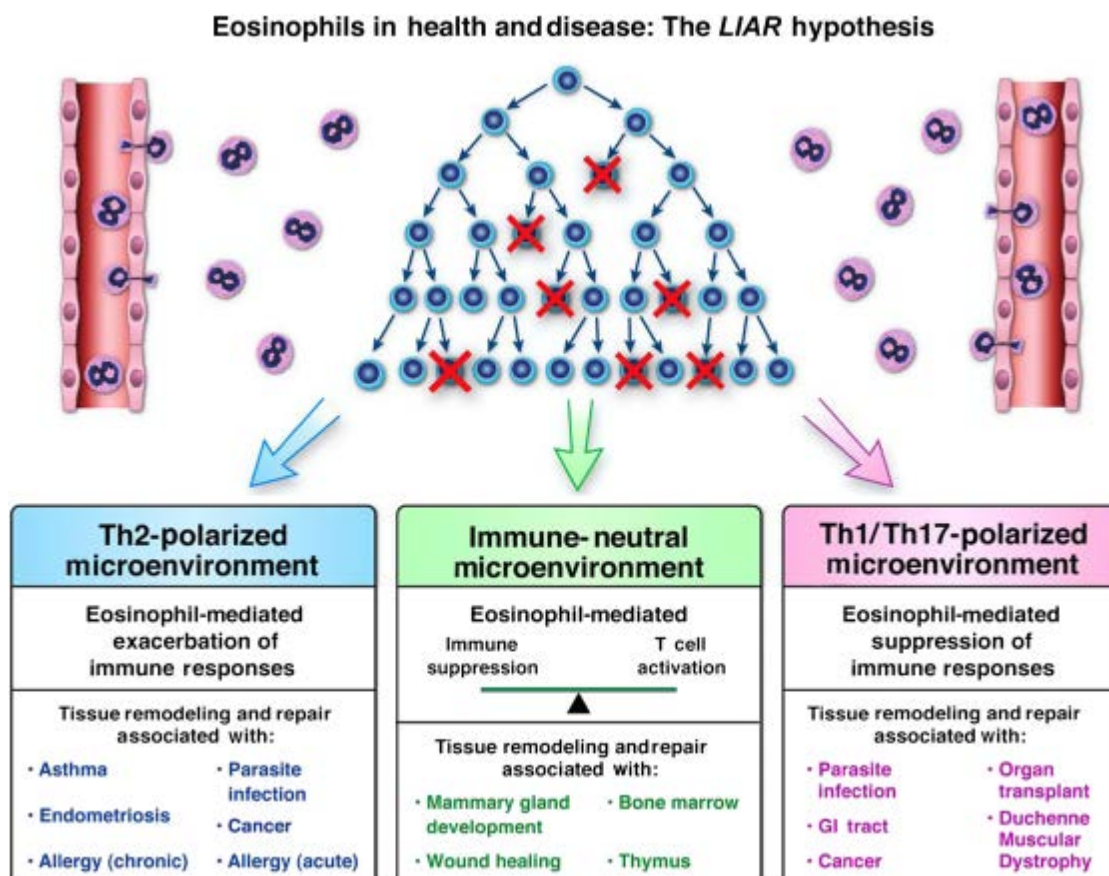 Eosinophils in health and disease: The LIAR hypothesis
Th2-polarized
microenvironment
Eosinophil-mediated
exacerbation of
immune responses
Tissue remodeling and repair
associated with:
• Asthma
• Endometriosis
• Allergy (chronic)
• Parasite
infection
• Cancer
• Allergy (acute)
Immune-neutral
microenvironment
Eosinophil-mediated
Immune
suppression
T cell
activation
Tissue remodeling and repair
associated with:
• Mammary gland
development
• Wound healing
• Bone marrow
• Thymus
Th1/Th17-polarized
microenvironment
Eosinophil-mediated
suppression of
immune responses
Tissue remodeling and repair
associated with:
• Parasite
infection
• GI tract
• Cancer
• Organ
transplant
• Duchenne
Muscular
Dystrophy